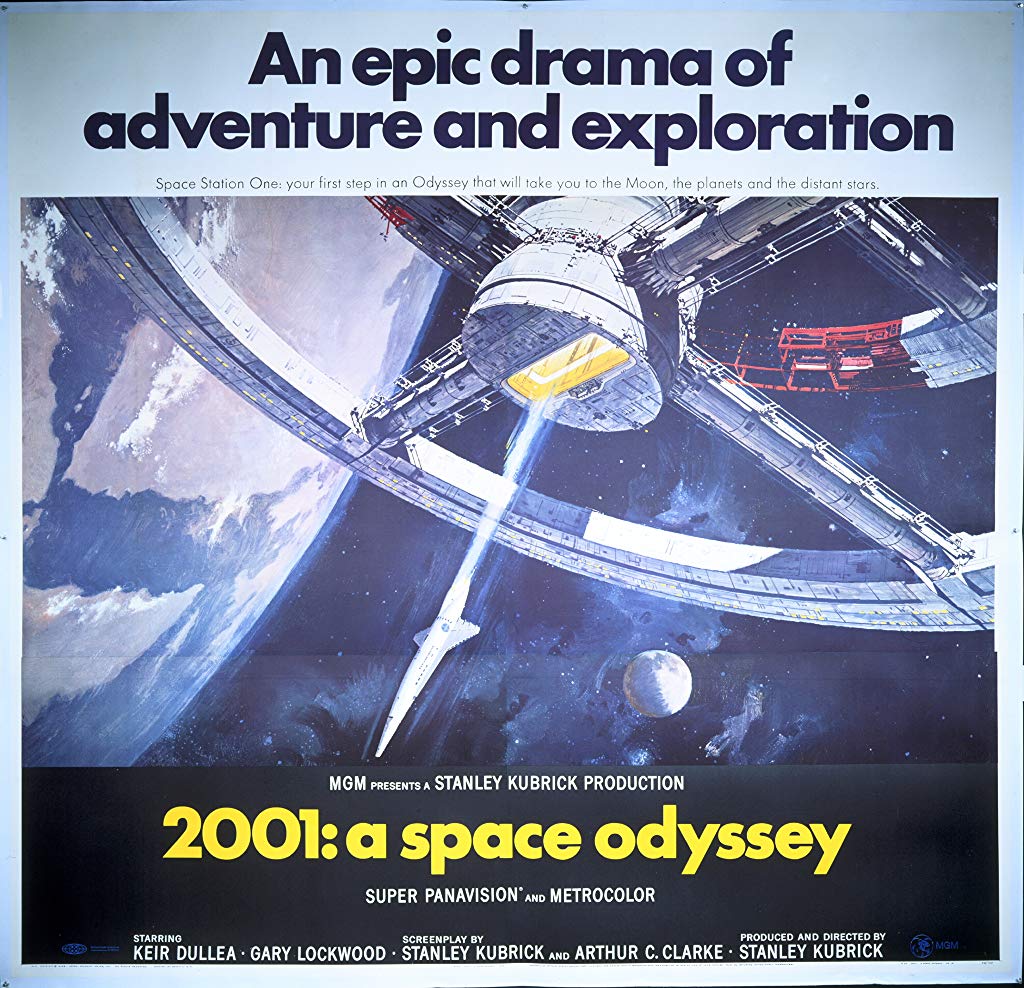 An epic drama of
adventure and exploration
Space Station One: your first step in an Odyssey that will take you to the Moon, the planets and the distant stars.
MGM PRESENTS A STANLEY KUBRICK PRODUCTION
2001: a space odyssey
SUPER PANAVISION® AND METROCOLOR
STARRING
KEIR DULLEA · GARY LOCKWOOD ·
SCREENPLAY BY
STANLEY KUBRICK AND ARTHUR C. CLARKE ·
PRODUCED AND DIRECTED BY
STANLEY KUBRICK
MGM